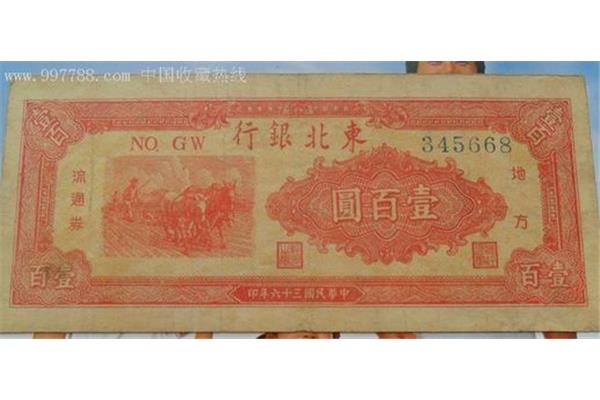 www.997788.com 中国收藏热线
東北銀行
NO. GW
345668
壹百
壹百
流通券
地方
壹百圓
壹百
壹百
中華民國三十六年印